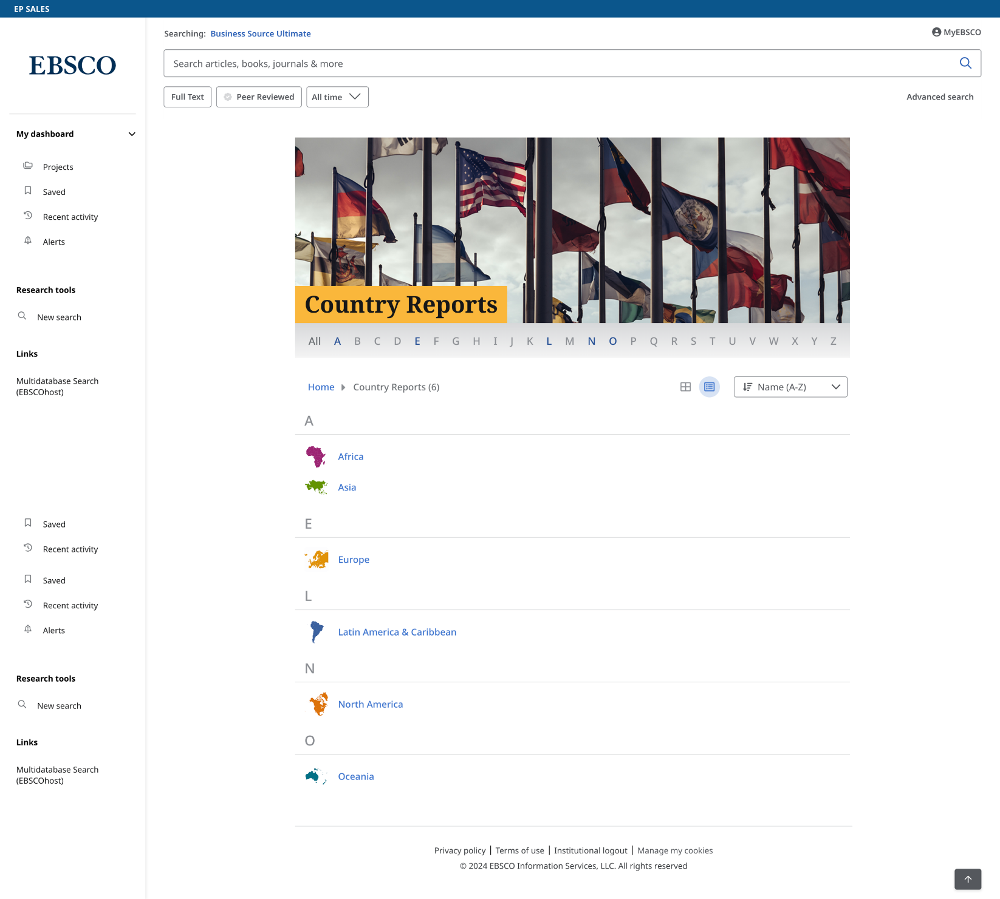 EP SALES
EBSCO
My dashboard
Projects
Saved
Recent activity
Alerts
Research tools
New search
Links
Multidatabase Search
(EBSCOhost)
Saved
Recent activity
Saved
Recent activity
Alerts
Research tools
New search
Links
Multidatabase Search
(EBSCOhost)
Searching: Business Source Ultimate
MyEBSCO
Search articles, books, journals & more
Full Text
Peer Reviewed
All time
Advanced search
Country Reports
All A B C D E F G H I J K L M N O P Q R S T U V W X Y Z
Home Country Reports (6)
Name (A-Z)
A
Africa
Asia
E
Europe
L
Latin America & Caribbean
N
North America
O
Oceania
Privacy policy | Terms of use | Institutional logout | Manage my cookies
© 2024 EBSCO Information Services, LLC. All rights reserved